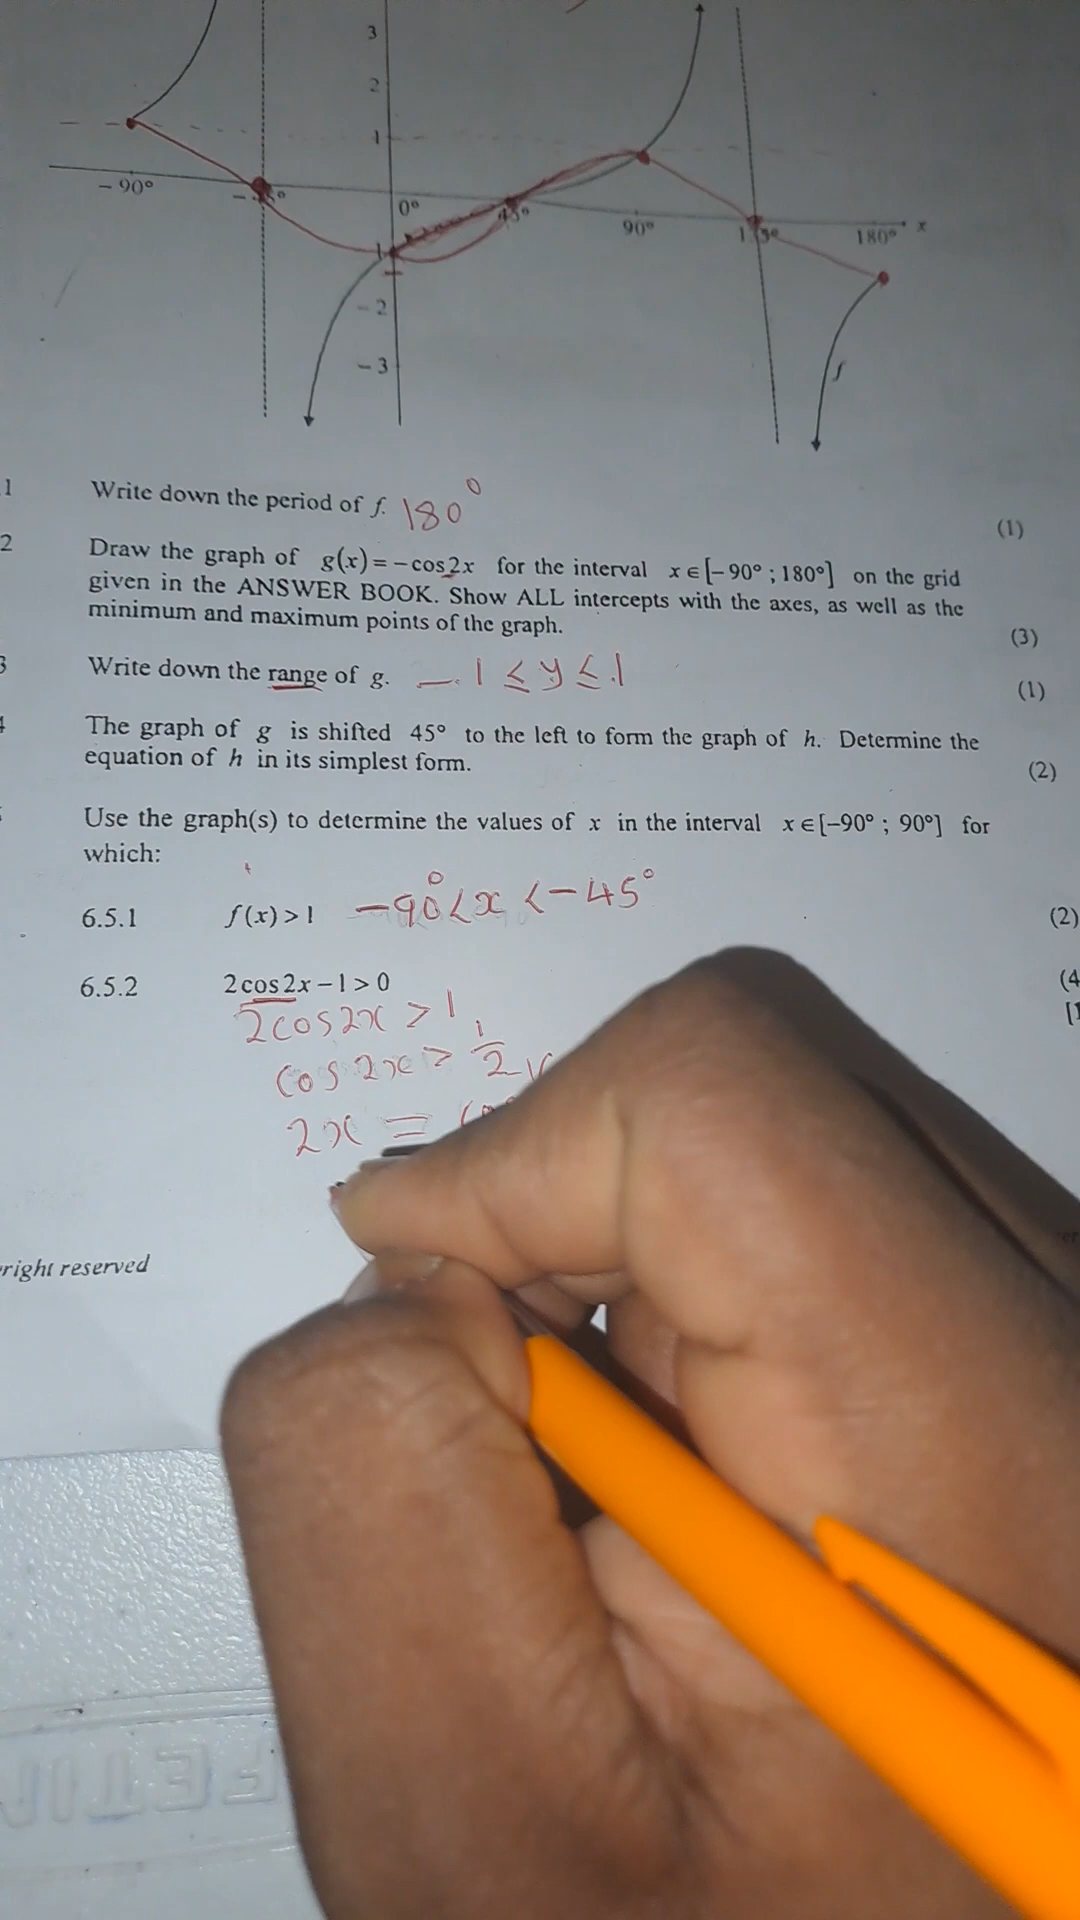 3
2
1
- 90°
0°
45°
90°
180°
x
- 2
- 3
f
1 Write down the period of f. 180° (1)
2 Draw the graph of g(x) = - cos 2x for the interval x ∈ [- 90° ; 180°] on the grid
given in the ANSWER BOOK. Show ALL intercepts with the axes, as well as the
minimum and maximum points of the graph. (3)
3 Write down the range of g. - 1 ≤ y ≤ 1 (1)
4 The graph of g is shifted 45° to the left to form the graph of h. Determine the
equation of h in its simplest form. (2)
Use the graph(s) to determine the values of x in the interval x ∈ [-90° ; 90°] for
which:
6.5.1 f(x) > 1 -90° < x < -45° (2)
6.5.2 2cos 2x - 1 > 0 (4
2cos2x > 1
cos 2x > 1/2
2x =
right reserved